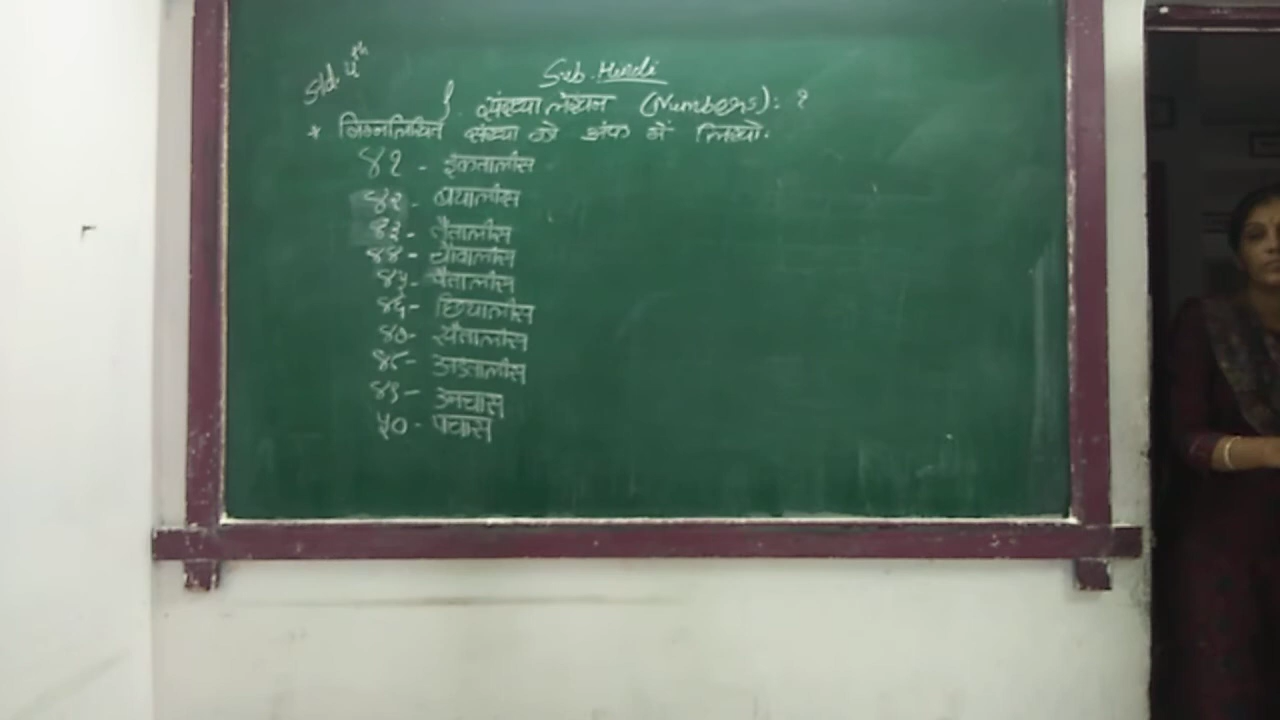 Std. 4th
Sub. Hindi
संख्या लेखन (Numbers): ?
* निम्नलिखित संख्या को अंक में लिखो.
४१ - इकतालीस
४२ - बयालीस
४३ - तैतालीस
४४ - चौवालीस
४५ - पैतालीस
४६ - छियालीस
४७ - सैतालीस
४८ - अडतालीस
४९ - उनचास
५० - पचास